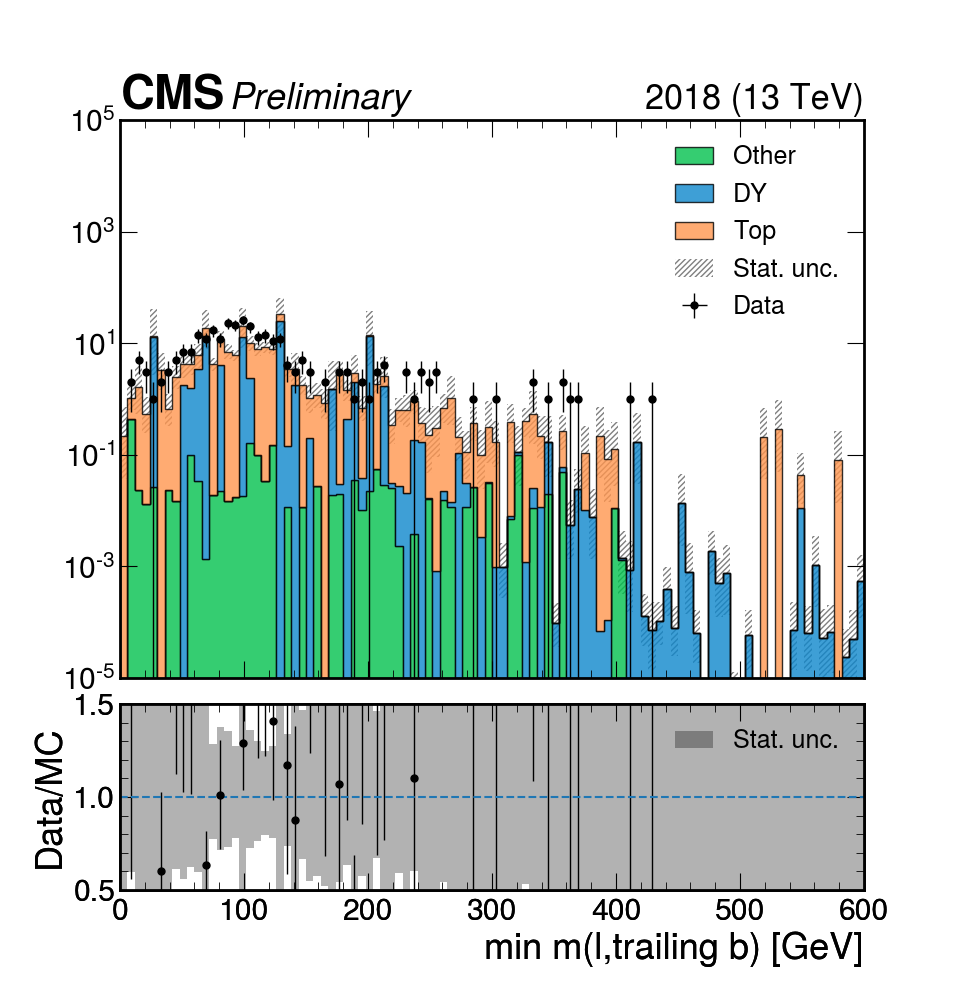 CMS Preliminary 2018 (13 TeV)
10^5
Other
DY
10^3
Top
Stat. unc.
Data
10^1
10^-1
10^-3
10^-5
1.5
Stat. unc.
Data/MC
1.0
0.5
0 100 200 300 400 500 600
min m(l,trailing b) [GeV]